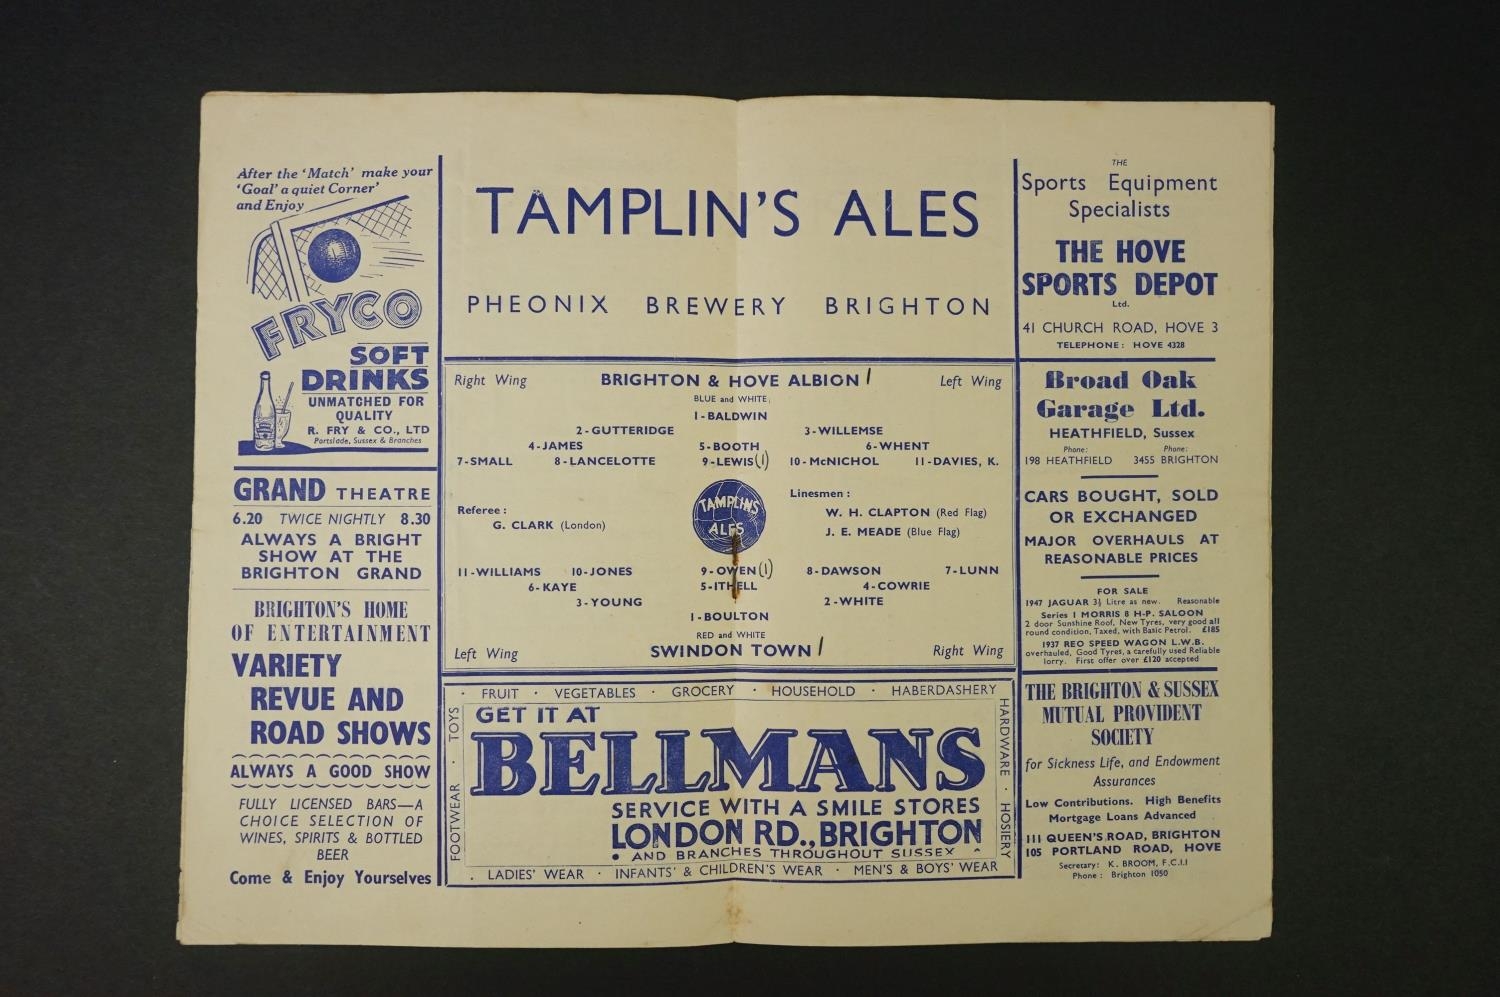 After the 'Match' make your
'Goal' a quiet Corner'
and Enjoy
FRYCO
SOFT
DRINKS
UNMATCHED FOR
QUALITY
R. FRY & CO., LTD
Portslade, Sussex & Branches
GRAND THEATRE
6.20 TWICE NIGHTLY 8.30
ALWAYS A BRIGHT
SHOW AT THE
BRIGHTON GRAND
BRIGHTON'S HOME
OF ENTERTAINMENT
VARIETY
REVUE AND
ROAD SHOWS
ALWAYS A GOOD SHOW
FULLY LICENSED BARS—A
CHOICE SELECTION OF
WINES, SPIRITS & BOTTLED
BEER
Come & Enjoy Yourselves
TAMPLIN'S ALES
PHEONIX BREWERY BRIGHTON
Right Wing BRIGHTON & HOVE ALBION 1 Left Wing
BLUE and WHITE
1-BALDWIN
2-GUTTERIDGE 3-WILLEMSE
4-JAMES 5-BOOTH 6-WHENT
7-SMALL 8-LANCELOTTE 9-LEWIS (1) 10-McNICHOL 11-DAVIES, K.
Referee :
G. CLARK (London)
TAMPLINS
ALES
Linesmen :
W. H. CLAPTON (Red Flag)
J. E. MEADE (Blue Flag)
11-WILLIAMS 10-JONES 9-OWEN (1) 8-DAWSON 7-LUNN
6-KAYE 5-ITHELL 4-COWRIE
3-YOUNG 2-WHITE
1-BOULTON
RED and WHITE
Left Wing SWINDON TOWN 1 Right Wing
· FRUIT · VEGETABLES · GROCERY · HOUSEHOLD · HABERDASHERY
FOOTWEAR · TOYS
GET IT AT
BELLMANS
SERVICE WITH A SMILE STORES
LONDON RD., BRIGHTON
• AND BRANCHES THROUGHOUT SUSSEX
HARDWARE · HOSIERY
· LADIES' WEAR · INFANTS' & CHILDREN'S WEAR · MEN'S & BOYS' WEAR
THE
Sports Equipment
Specialists
THE HOVE
SPORTS DEPOT
Ltd.
41 CHURCH ROAD, HOVE 3
TELEPHONE: HOVE 4328
Broad Oak
Garage Ltd.
HEATHFIELD, Sussex
Phone: Phone:
198 HEATHFIELD 3455 BRIGHTON
CARS BOUGHT, SOLD
OR EXCHANGED
MAJOR OVERHAULS AT
REASONABLE PRICES
FOR SALE
1947 JAGUAR 3½ Litre as new. Reasonable
Series 1 MORRIS 8 H-P. SALOON
2 door Sunshine Roof, New Tyres, very good all
round condition, Taxed, with Basic Petrol. £185
1937 REO SPEED WAGON L.W.B.
overhauled, Good Tyres, a carefully used Reliable
lorry. First offer over £120 accepted
THE BRIGHTON & SUSSEX
MUTUAL PROVIDENT
SOCIETY
for Sickness Life, and Endowment
Assurances
Low Contributions. High Benefits
Mortgage Loans Advanced
111 QUEEN'S ROAD, BRIGHTON
105 PORTLAND ROAD, HOVE
Secretary: K. BROOM, F.C.I.I
Phone: Brighton 1050